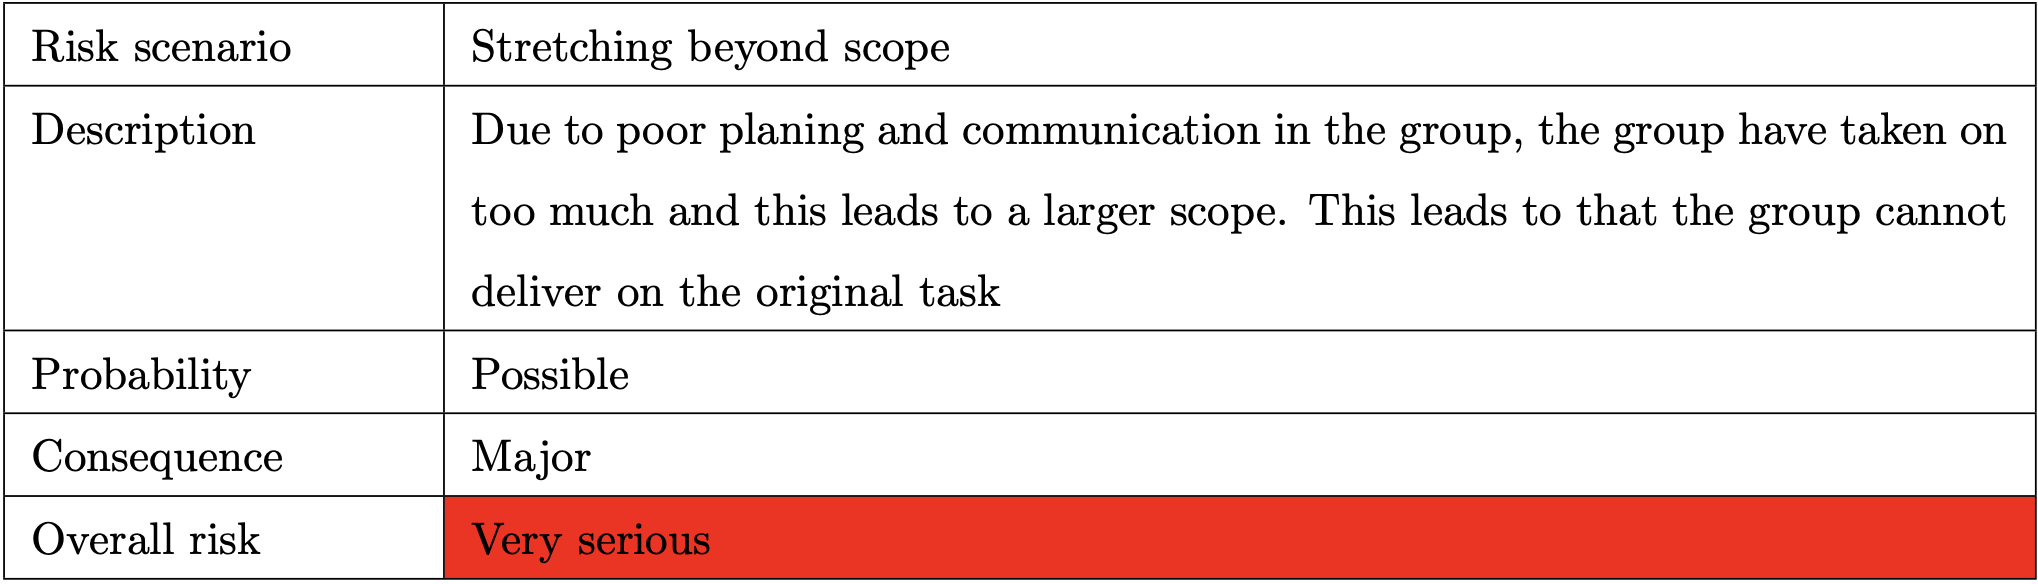 Risk scenario Stretching beyond scope
Description Due to poor planing and communication in the group, the group have taken on
too much and this leads to a larger scope. This leads to that the group cannot
deliver on the original task
Probability Possible
Consequence Major
Overall risk Very serious